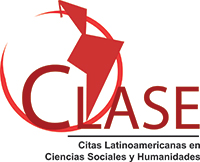 CLASE
Citas Latinoamericanas en
Ciencias Sociales y Humanidades